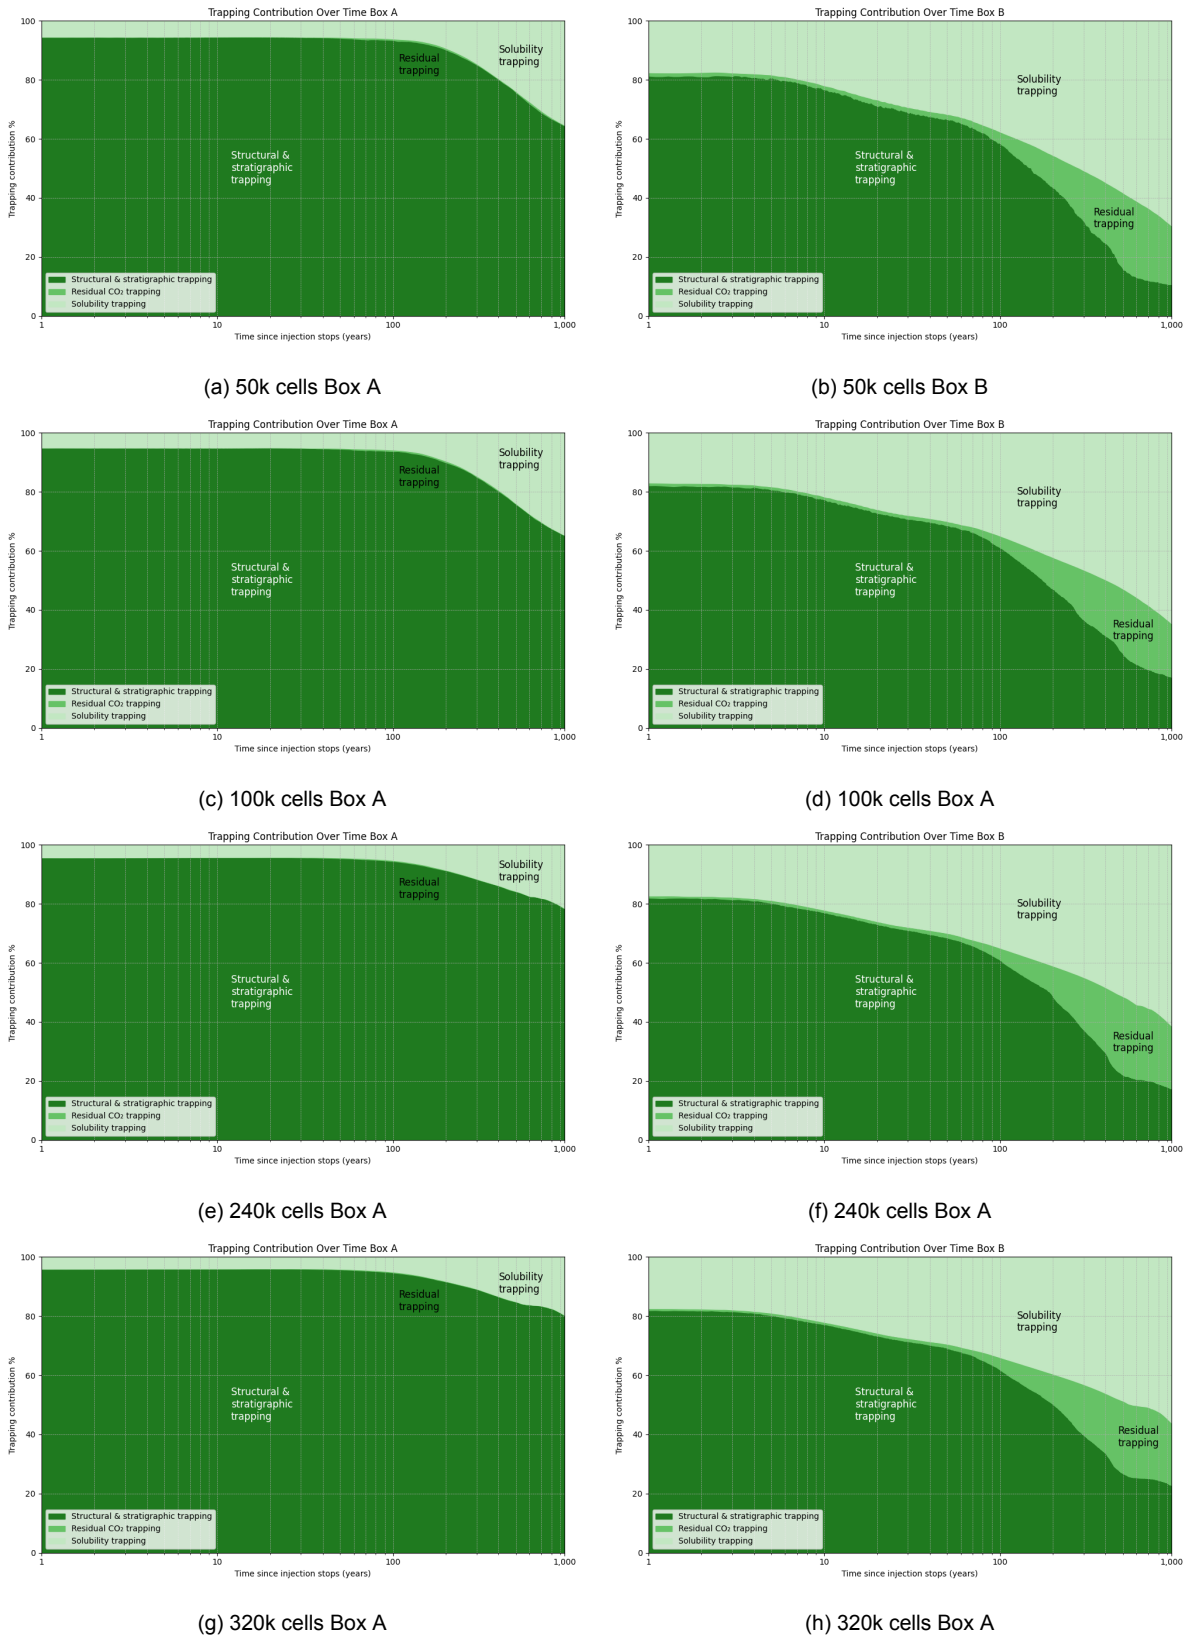 Trapping Contribution Over Time Box A
100
80
60
40
20
0
Trapping contribution %
Solubility
trapping
Residual
trapping
Structural &
stratigraphic
trapping
Structural & stratigraphic trapping
Residual CO₂ trapping
Solubility trapping
1
10
100
1,000
Time since injection stops (years)
(a) 50k cells Box A
Trapping Contribution Over Time Box B
100
80
60
40
20
0
Trapping contribution %
Solubility
trapping
Structural &
stratigraphic
trapping
Residual
trapping
Structural & stratigraphic trapping
Residual CO₂ trapping
Solubility trapping
1
10
100
1,000
Time since injection stops (years)
(b) 50k cells Box B
Trapping Contribution Over Time Box A
100
80
60
40
20
0
Trapping contribution %
Solubility
trapping
Residual
trapping
Structural &
stratigraphic
trapping
Structural & stratigraphic trapping
Residual CO₂ trapping
Solubility trapping
1
10
100
1,000
Time since injection stops (years)
(c) 100k cells Box A
Trapping Contribution Over Time Box B
100
80
60
40
20
0
Trapping contribution %
Solubility
trapping
Structural &
stratigraphic
trapping
Residual
trapping
Structural & stratigraphic trapping
Residual CO₂ trapping
Solubility trapping
1
10
100
1,000
Time since injection stops (years)
(d) 100k cells Box A
Trapping Contribution Over Time Box A
100
80
60
40
20
0
Trapping contribution %
Solubility
trapping
Residual
trapping
Structural &
stratigraphic
trapping
Structural & stratigraphic trapping
Residual CO₂ trapping
Solubility trapping
1
10
100
1,000
Time since injection stops (years)
(e) 240k cells Box A
Trapping Contribution Over Time Box B
100
80
60
40
20
0
Trapping contribution %
Solubility
trapping
Structural &
stratigraphic
trapping
Residual
trapping
Structural & stratigraphic trapping
Residual CO₂ trapping
Solubility trapping
1
10
100
1,000
Time since injection stops (years)
(f) 240k cells Box A
Trapping Contribution Over Time Box A
100
80
60
40
20
0
Trapping contribution %
Solubility
trapping
Residual
trapping
Structural &
stratigraphic
trapping
Structural & stratigraphic trapping
Residual CO₂ trapping
Solubility trapping
1
10
100
1,000
Time since injection stops (years)
(g) 320k cells Box A
Trapping Contribution Over Time Box B
100
80
60
40
20
0
Trapping contribution %
Solubility
trapping
Structural &
stratigraphic
trapping
Residual
trapping
Structural & stratigraphic trapping
Residual CO₂ trapping
Solubility trapping
1
10
100
1,000
Time since injection stops (years)
(h) 320k cells Box A